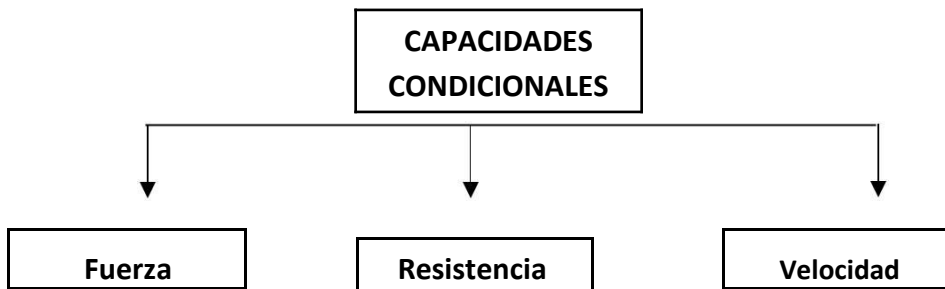 CAPACIDADES
CONDICIONALES
Fuerza
Resistencia
Velocidad